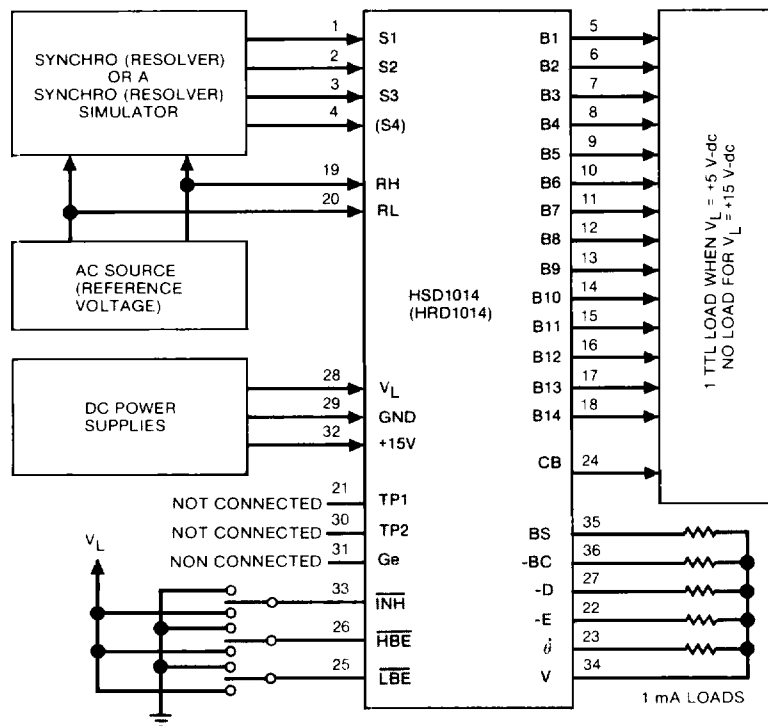 SYNCHRO (RESOLVER)
OR A
SYNCHRO (RESOLVER)
SIMULATOR
AC SOURCE
(REFERENCE
VOLTAGE)
DC POWER
SUPPLIES
1 S1
2 S2
3 S3
4 (S4)
19 RH
20 RL
28 VL
29 GND
32 +15V
NOT CONNECTED 21 TP1
NOT CONNECTED 30 TP2
NON CONNECTED 31 Ge
VL
33 INH
26 HBE
25 LBE
HSD1014
(HRD1014)
B1 5
B2 6
B3 7
B4 8
B5 9
B6 10
B7 11
B8 12
B9 13
B10 14
B11 15
B12 16
B13 17
B14 18
CB 24
BS 35
-BC 36
-D 27
-E 22
θ̇ 23
V 34
1 mA LOADS
1 TTL LOAD WHEN VL = +5 V-dc
NO LOAD FOR VL = +15 V-dc